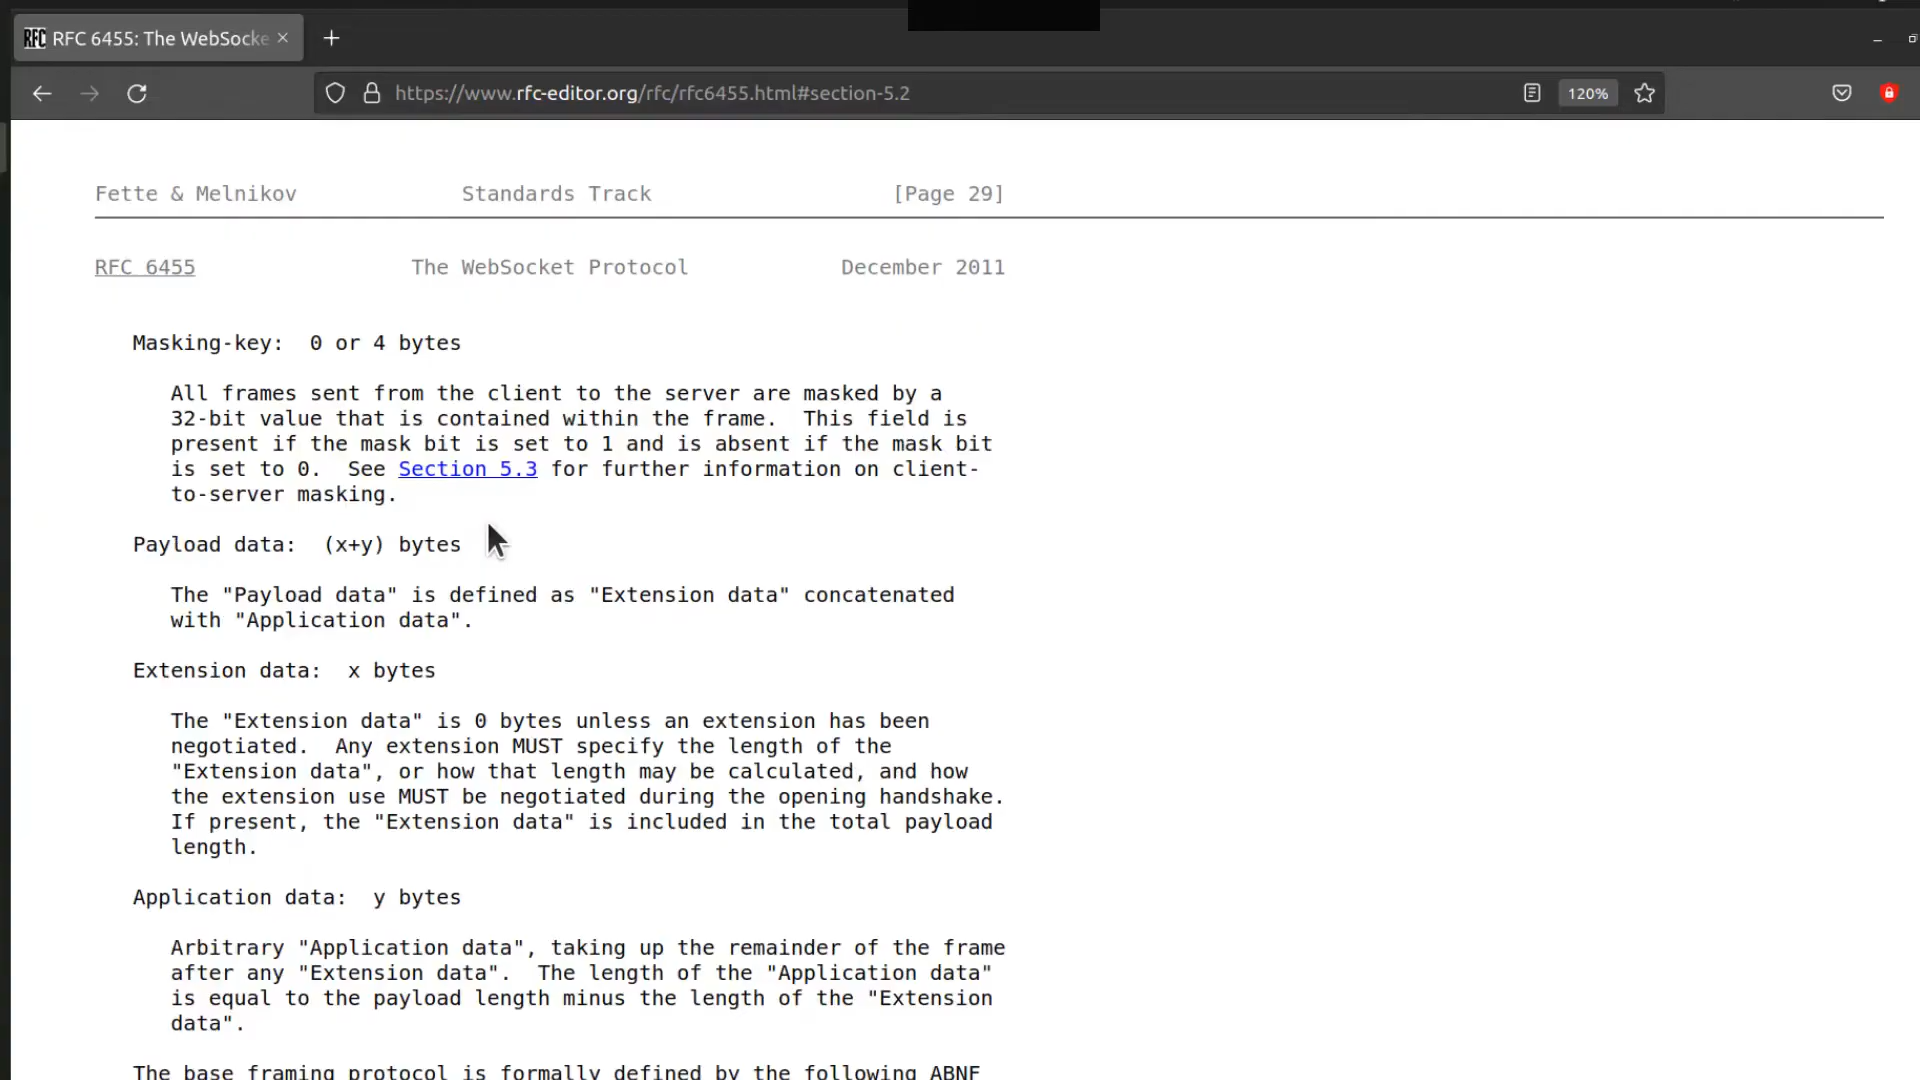 RFC 6455: The WebSocke
https://www.rfc-editor.org/rfc/rfc6455.html#section-5.2
120%
Fette & Melnikov Standards Track [Page 29]
RFC 6455 The WebSocket Protocol December 2011
Masking-key: 0 or 4 bytes
All frames sent from the client to the server are masked by a
32-bit value that is contained within the frame. This field is
present if the mask bit is set to 1 and is absent if the mask bit
is set to 0. See Section 5.3 for further information on client-
to-server masking.
Payload data: (x+y) bytes
The "Payload data" is defined as "Extension data" concatenated
with "Application data".
Extension data: x bytes
The "Extension data" is 0 bytes unless an extension has been
negotiated. Any extension MUST specify the length of the
"Extension data", or how that length may be calculated, and how
the extension use MUST be negotiated during the opening handshake.
If present, the "Extension data" is included in the total payload
length.
Application data: y bytes
Arbitrary "Application data", taking up the remainder of the frame
after any "Extension data". The length of the "Application data"
is equal to the payload length minus the length of the "Extension
data".
The base framing protocol is formally defined by the following ABNF